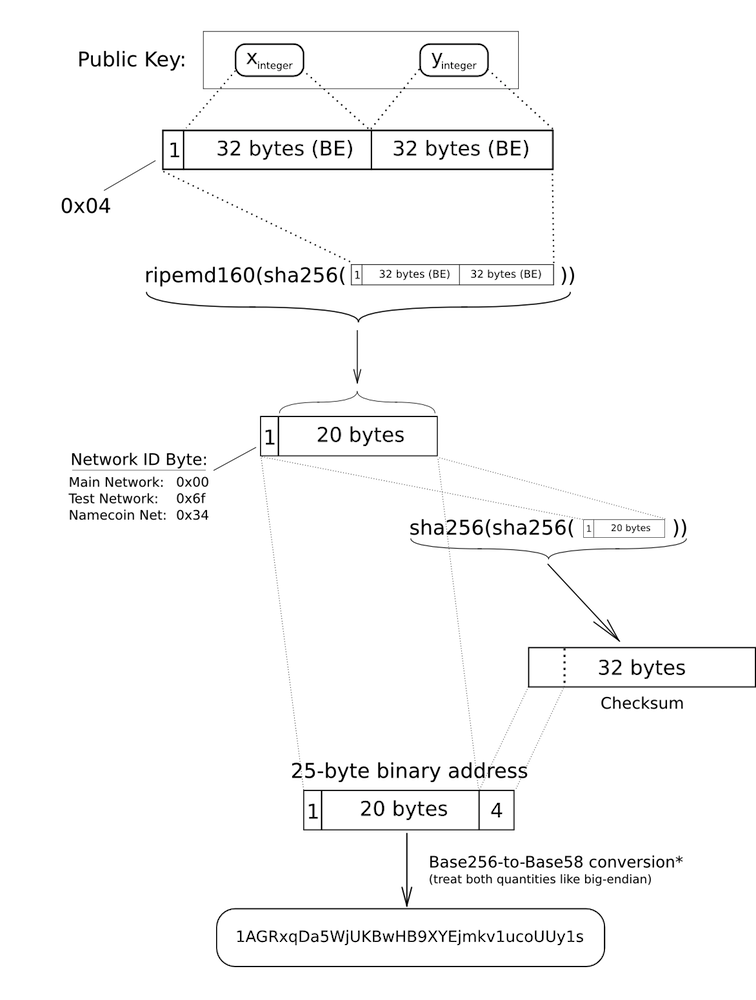 Public Key: x integer y integer
1 32 bytes (BE) 32 bytes (BE)
0x04
ripemd160(sha256( 1 32 bytes (BE) 32 bytes (BE) ))
1 20 bytes
Network ID Byte:
Main Network: 0x00
Test Network: 0x6f
Namecoin Net: 0x34
sha256(sha256( 1 20 bytes ))
32 bytes
Checksum
25-byte binary address
1 20 bytes 4
Base256-to-Base58 conversion*
(treat both quantities like big-endian)
1AGRxqDa5WjUKBwHB9XYEjmkv1ucoUUy1s